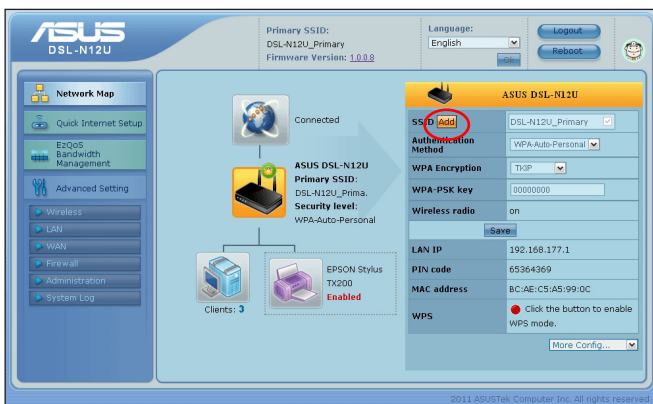 ASUS
DSL-N12U
Primary SSID:
DSL-N12U_Primary
Firmware Version: 1.0.0.8
Language:
English
Ok
Logout
Reboot
Network Map
Quick Internet Setup
EzQoS
Bandwidth
Management
Advanced Setting
Wireless
LAN
WAN
Firewall
Administration
System Log
Connected
ASUS DSL-N12U
Primary SSID:
DSL-N12U_Prima.
Security level:
WPA-Auto-Personal
Clients: 3
EPSON Stylus
TX200
Enabled
ASUS DSL-N12U
SSID Add DSL-N12U_Primary
Authentication
Method WPA-Auto-Personal
WPA Encryption TKIP
WPA-PSK key 00000000
Wireless radio on
Save
LAN IP 192.168.177.1
PIN code 65364369
MAC address BC:AE:C5:A5:99:0C
WPS Click the button to enable
WPS mode.
More Config...
2011 ASUSTek Computer Inc. All rights reserved.